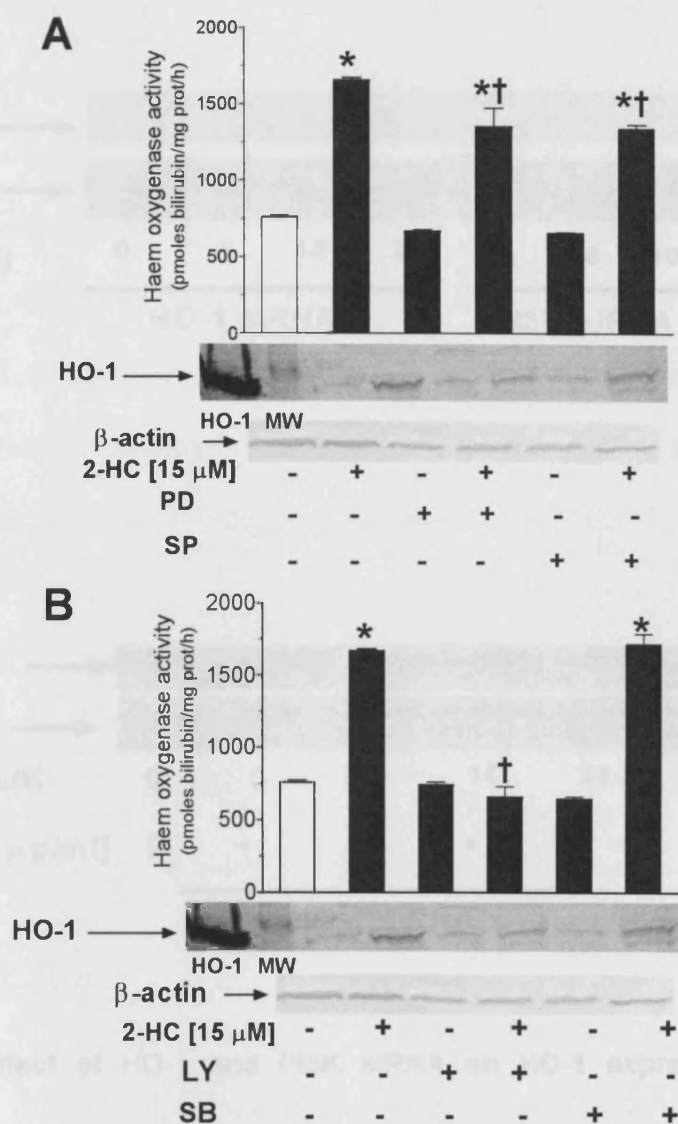 A
Haem oxygenase activity
(pmoles bilirubin/mg prot/h)
2000
1500
1000
500
0
* *† *†
HO-1
HO-1 MW
β-actin
2-HC [15 μM] - + - + - +
PD - - + + - -
SP - - - - + +
B
Haem oxygenase activity
(pmoles bilirubin/mg prot/h)
2000
1500
1000
500
0
* † *
HO-1
HO-1 MW
β-actin
2-HC [15 μM] - + - + - +
LY - - + + - -
SB - - - - + +